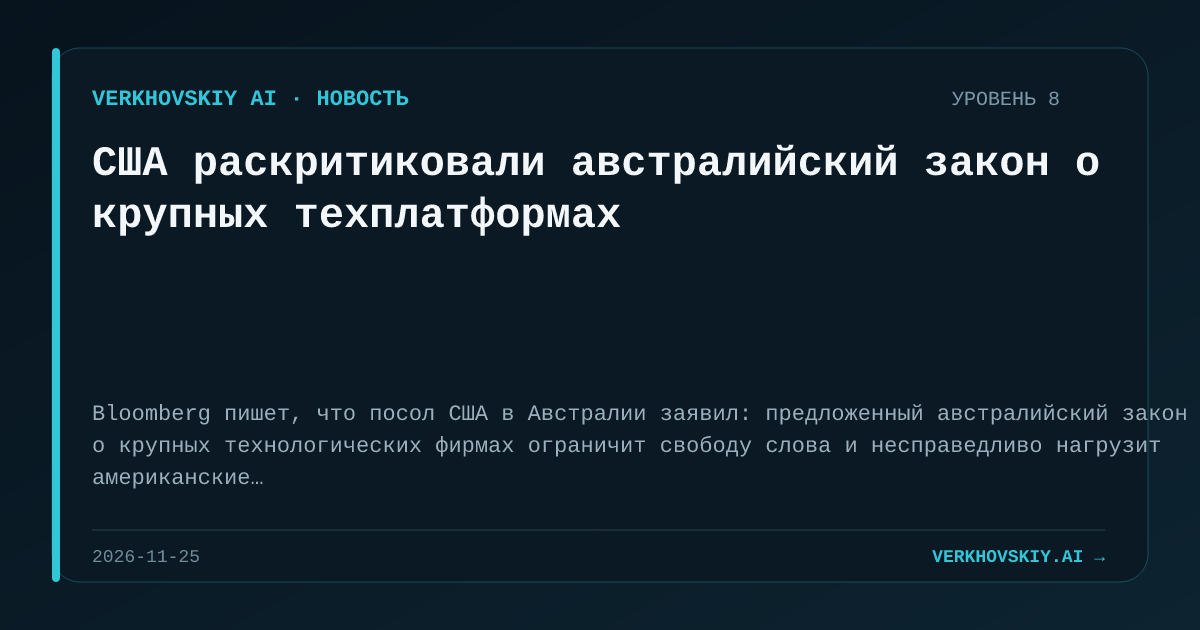 VERKHOVSKIY AI · НОВОСТЬ
УРОВЕНЬ 8
США раскритиковали австралийский закон о
крупных техплатформах
Bloomberg пишет, что посол США в Австралии заявил: предложенный австралийский закон
о крупных технологических фирмах ограничит свободу слова и несправедливо нагрузит
американские…
2026-11-25
VERKHOVSKIY.AI →